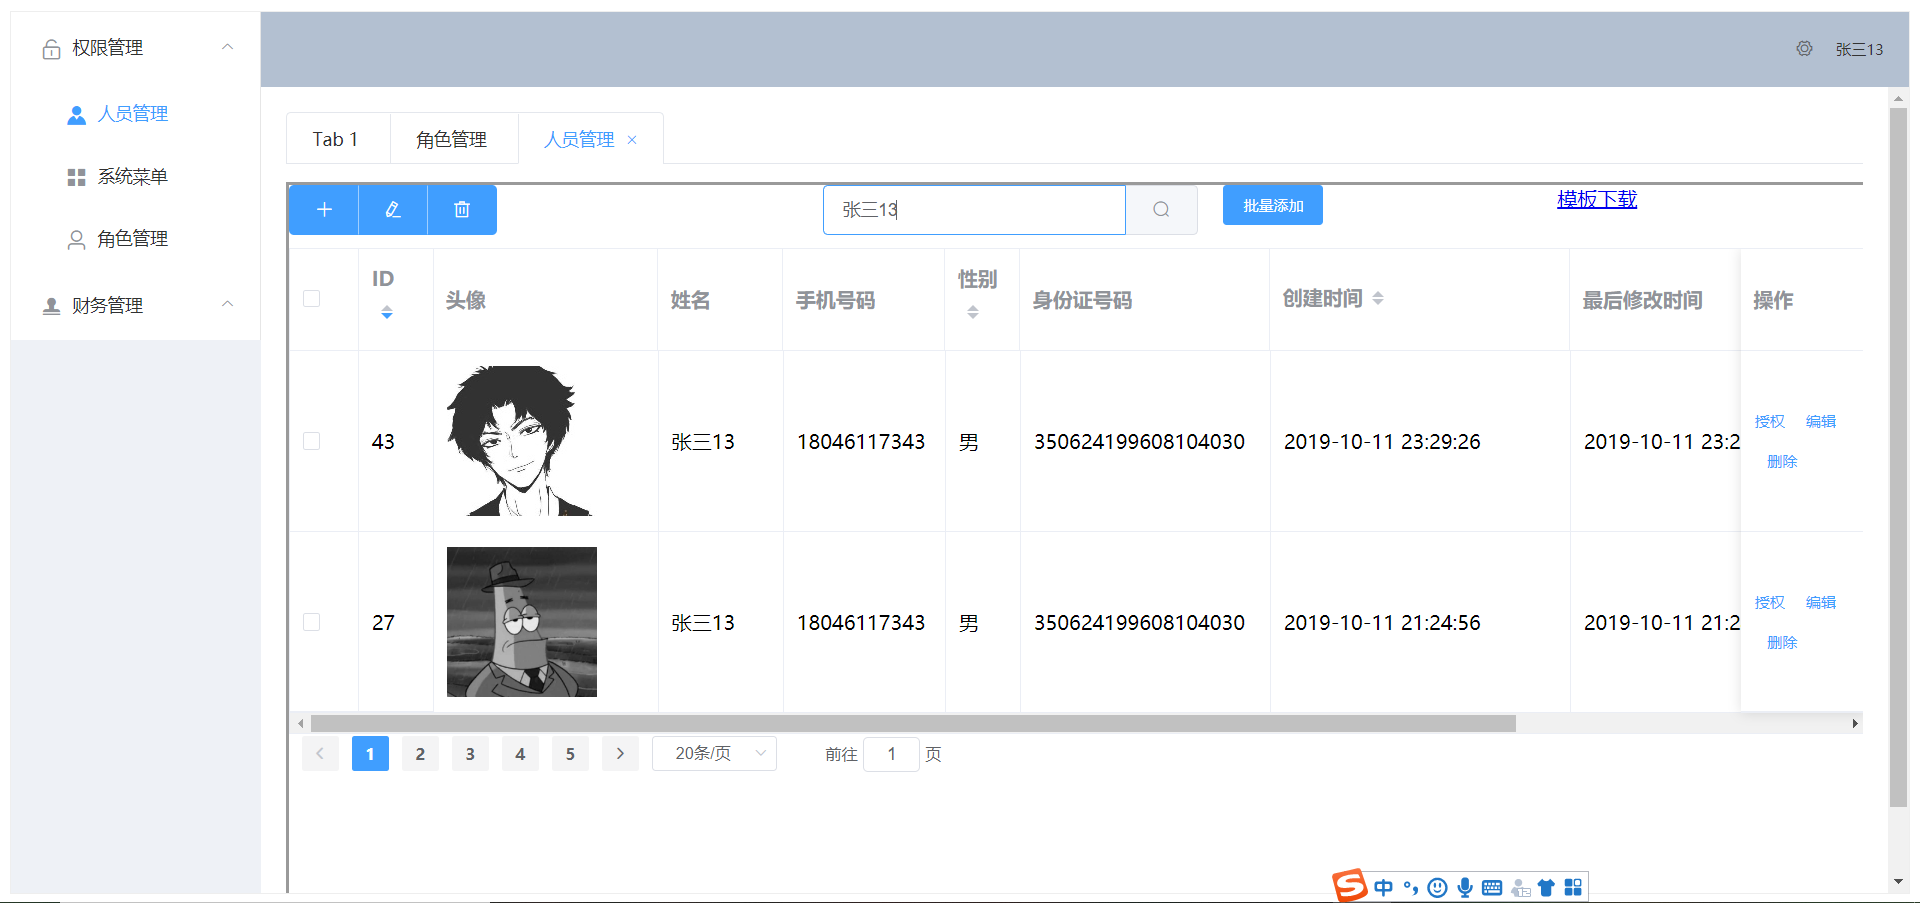 权限管理
张三13
人员管理
系统菜单
角色管理
财务管理
Tab 1 角色管理 人员管理
张三13 批量添加 模板下载
ID 头像 姓名 手机号码 性别 身份证号码 创建时间 最后修改时间 操作
43 张三13 18046117343 男 350624199608104030 2019-10-11 23:29:26 2019-10-11 23:2 授权 编辑
删除
27 张三13 18046117343 男 350624199608104030 2019-10-11 21:24:56 2019-10-11 21:2 授权 编辑
删除
1 2 3 4 5 20条/页 前往 1 页
S 中